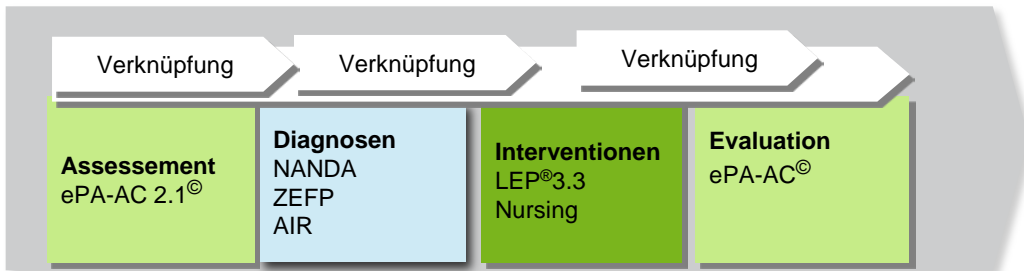 Verknüpfung
Verknüpfung
Verknüpfung
Assessement
ePA-AC 2.1©
Diagnosen
NANDA
ZEFP
AIR
Interventionen
LEP®3.3
Nursing
Evaluation
ePA-AC©